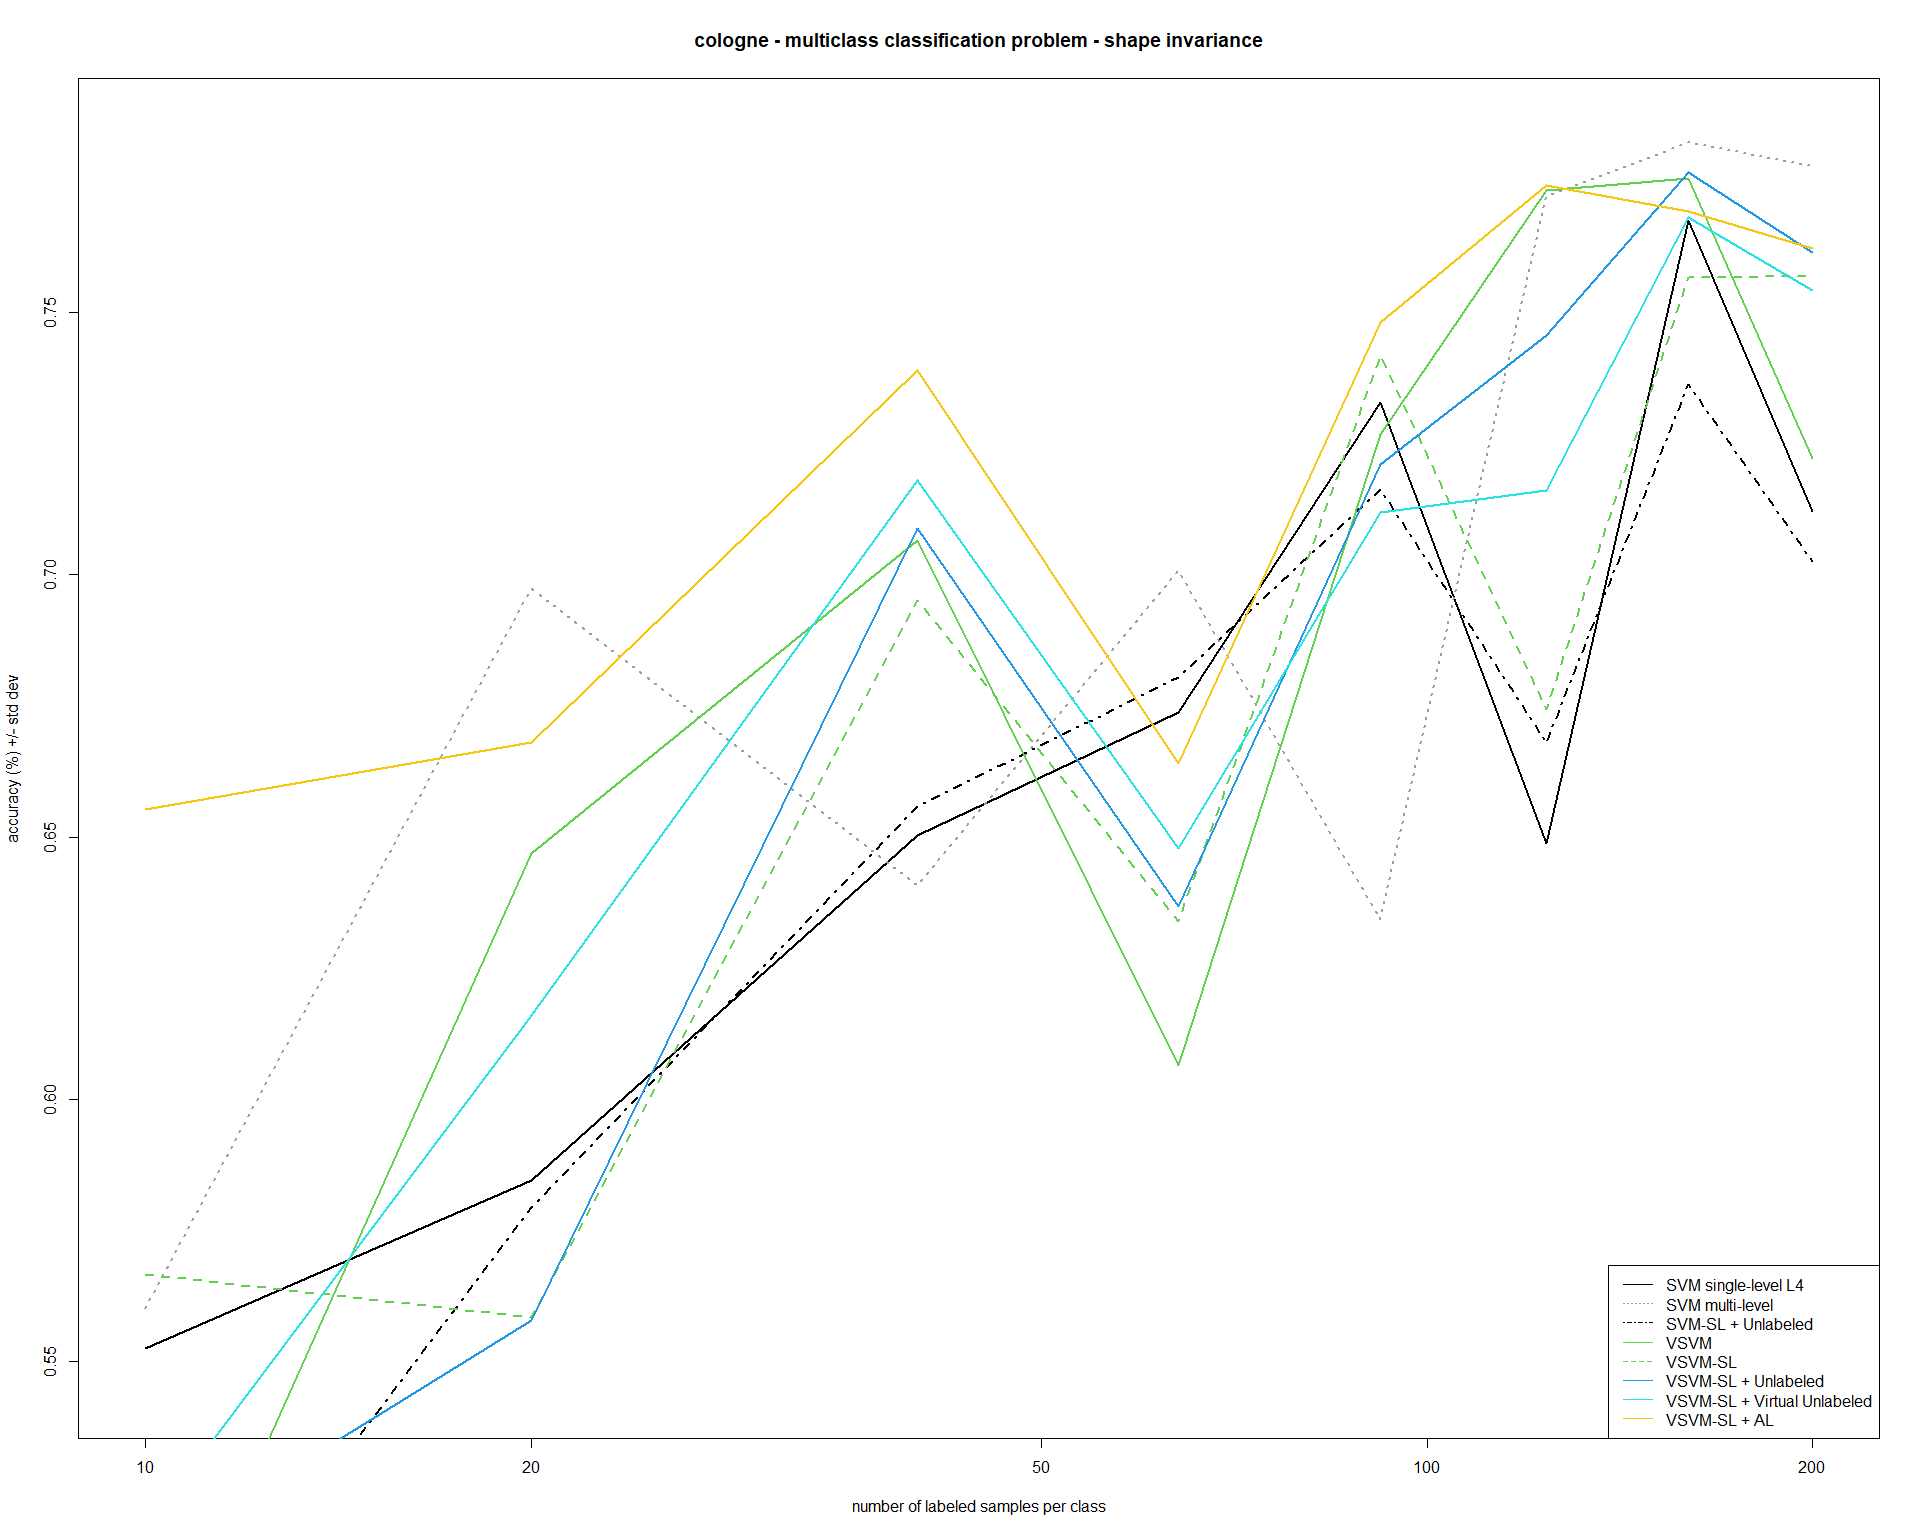 cologne - multiclass classification problem - shape invariance
accuracy (%) +/- std dev
0.75
0.70
0.65
0.60
0.55
10
20
50
100
200
number of labeled samples per class
SVM single-level L4
SVM multi-level
SVM-SL + Unlabeled
VSVM
VSVM-SL
VSVM-SL + Unlabeled
VSVM-SL + Virtual Unlabeled
VSVM-SL + AL